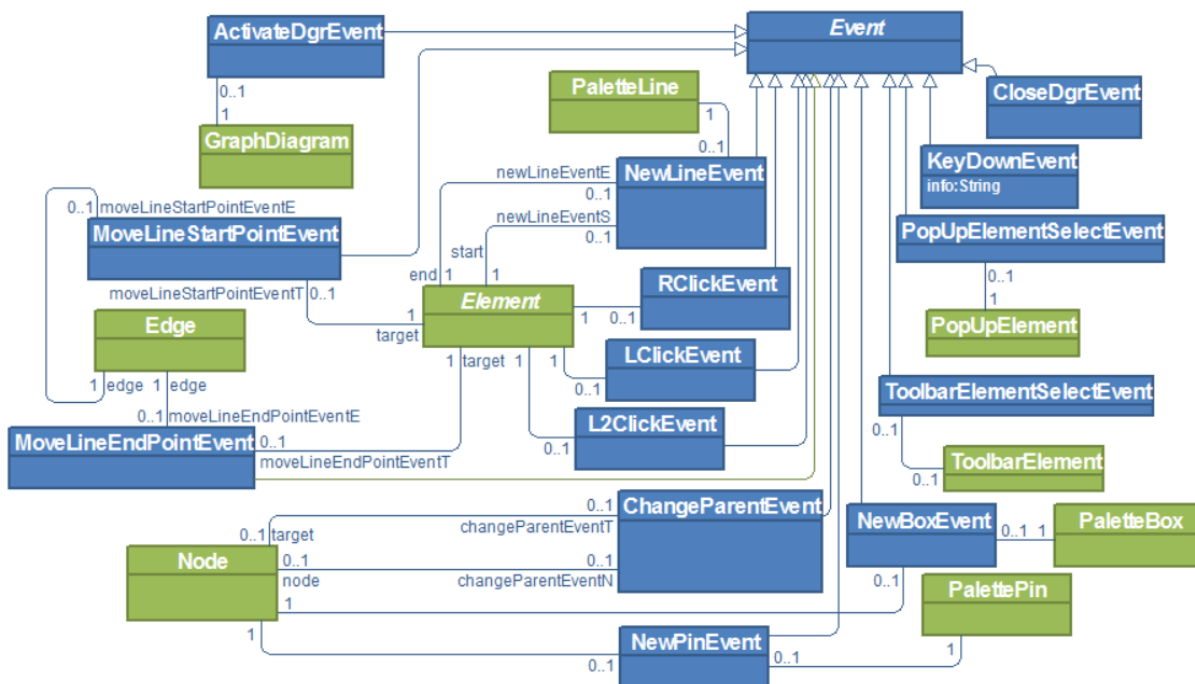 ActivateDgrEvent
Event
0..1
1
PaletteLine
CloseDgrEvent
1
GraphDiagram
0..1
KeyDownEvent
info:String
newLineEventE
NewLineEvent
0..1
0..1 moveLineStartPointEventE
newLineEventS
0..1
MoveLineStartPointEvent
PopUpElementSelectEvent
start
end 1
1
0..1
moveLineStartPointEventT 0..1
RClickEvent
1
Element
1
0..1
PopUpElement
Edge
1
target
1 target
1
1
LClickEvent
1 edge
1 edge
0..1
ToolbarElementSelectEvent
0..1 moveLineEndPointEventE
L2ClickEvent
0..1
MoveLineEndPointEvent
0..1
moveLineEndPointEventT
0..1
ToolbarElement
0..1
0..1
ChangeParentEvent
NewBoxEvent
PaletteBox
0..1 target
changeParentEventT
0..1 1
Node
0..1
node
0..1
changeParentEventN
0..1
PalettePin
1
1
NewPinEvent
0..1
0..1
1